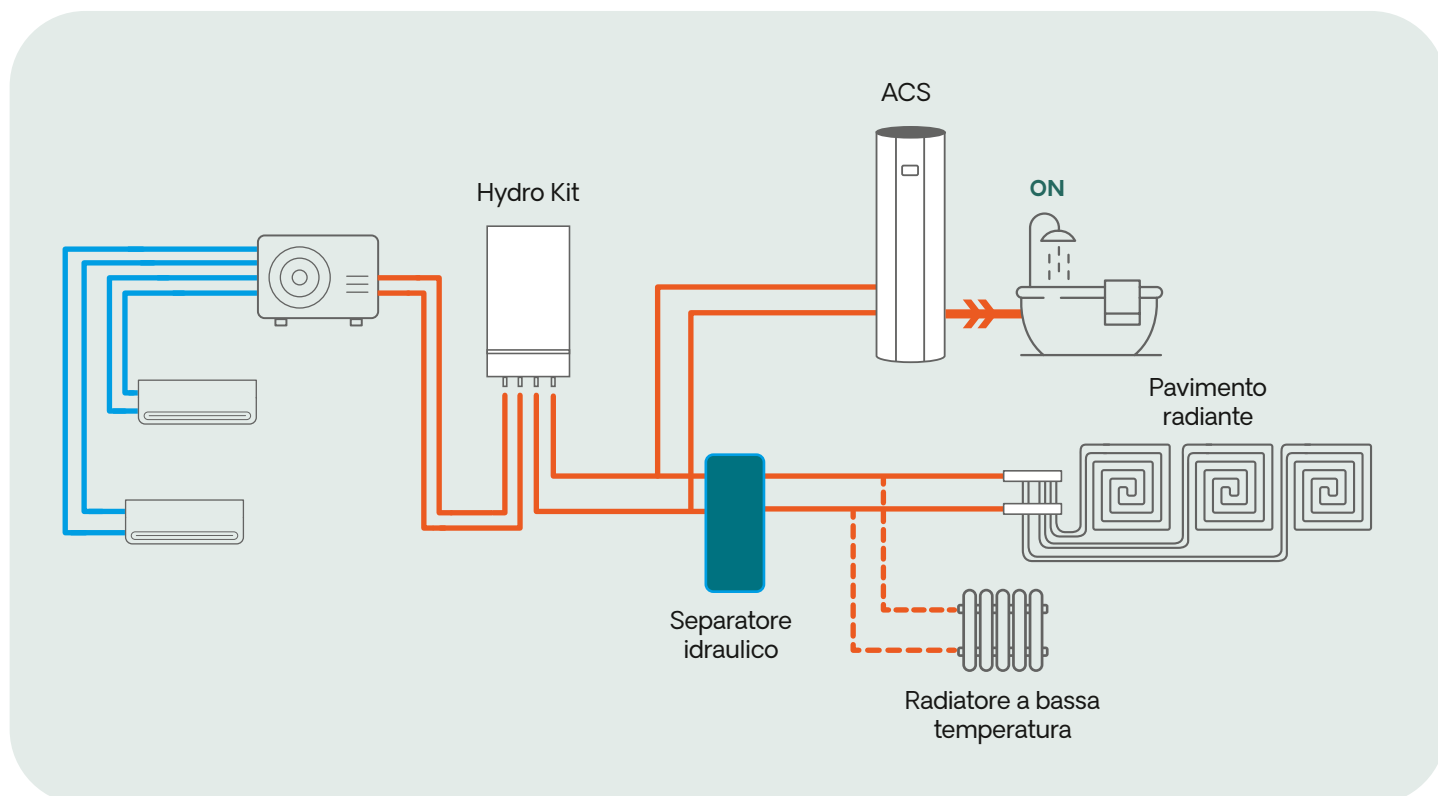 ACS
Hydro Kit
ON
Pavimento
radiante
Separatore
idraulico
Radiatore a bassa
temperatura